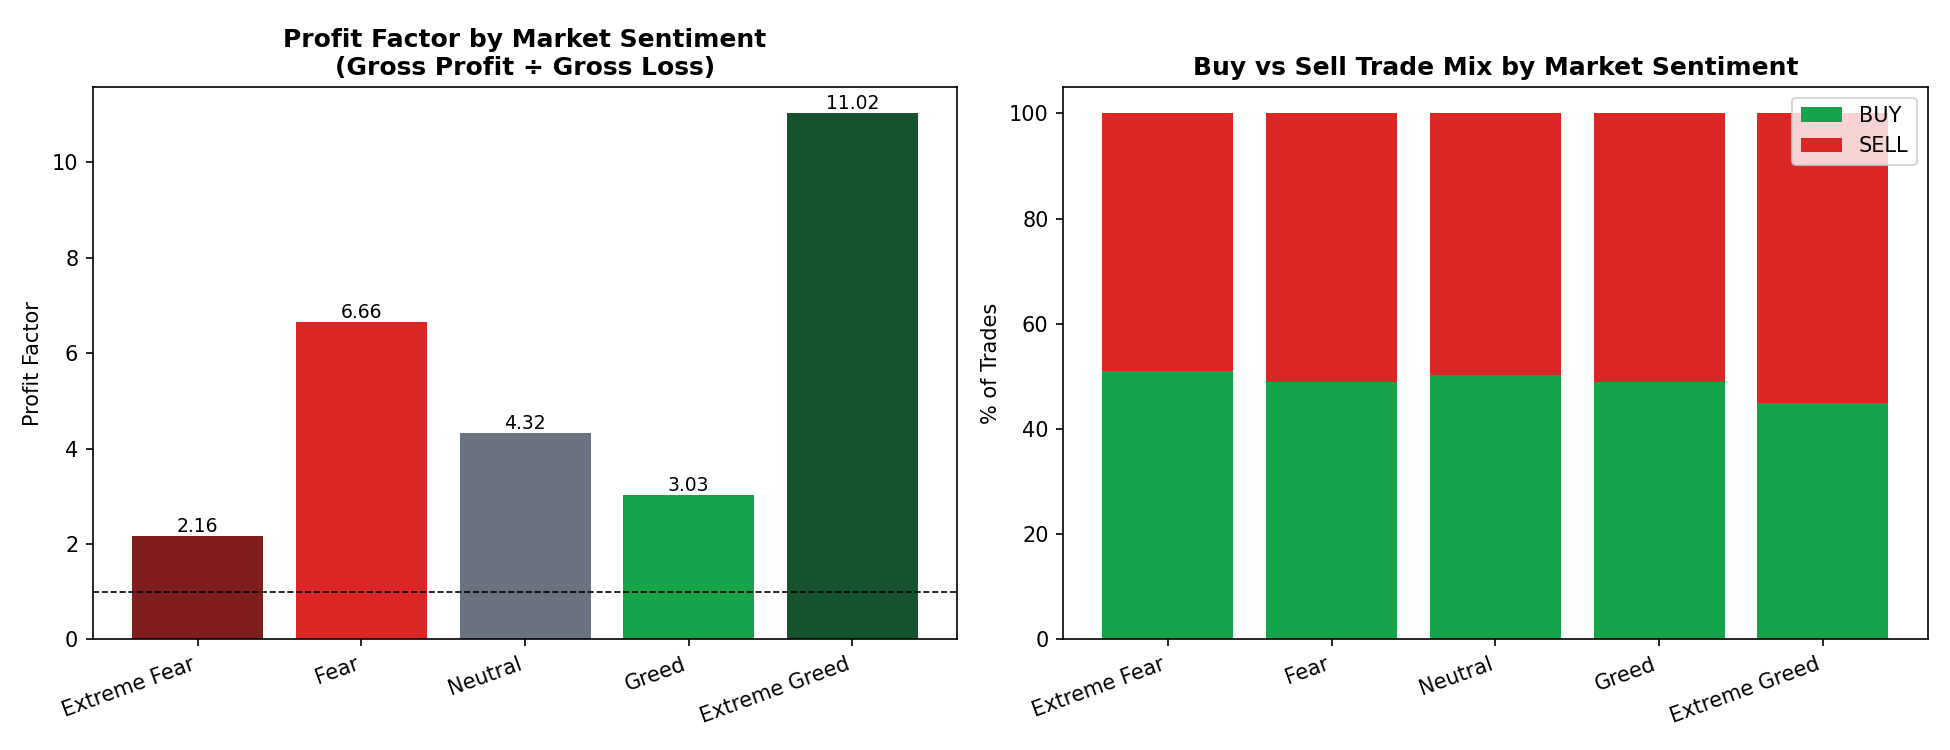 Profit Factor by Market Sentiment
(Gross Profit ÷ Gross Loss)
Profit Factor
10
8
6
4
2
0
2.16
6.66
4.32
3.03
11.02
Extreme Fear
Fear
Neutral
Greed
Extreme Greed
Buy vs Sell Trade Mix by Market Sentiment
% of Trades
100
80
60
40
20
0
BUY
SELL
Extreme Fear
Fear
Neutral
Greed
Extreme Greed